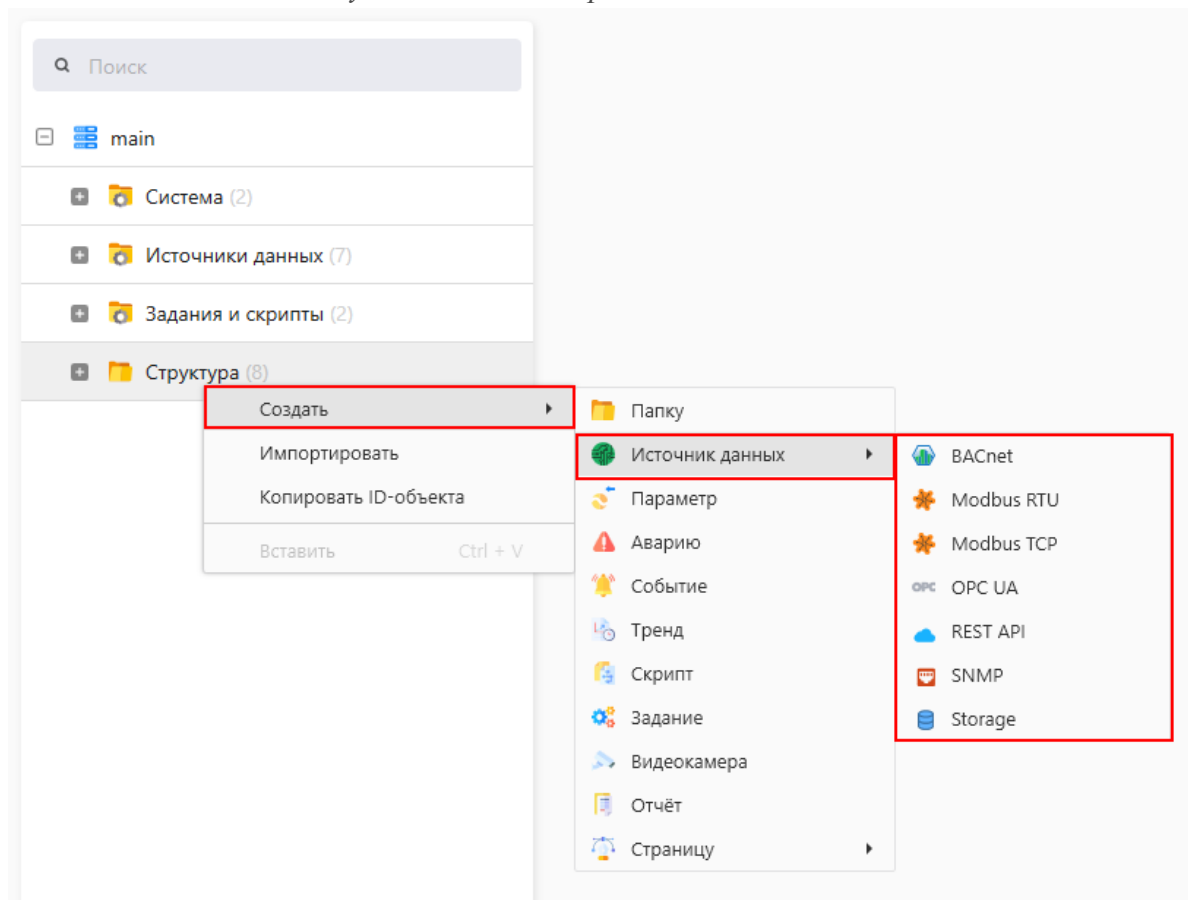 Поиск
main
Система (2)
Источники данных (7)
Задания и скрипты (2)
Структура (8)
Создать
Импортировать
Копировать ID-объекта
Вставить Ctrl + V
Папку
Источник данных
Параметр
Аварию
Событие
Тренд
Скрипт
Задание
Видеокамера
Отчёт
Страницу
BACnet
Modbus RTU
Modbus TCP
OPC OPC UA
REST API
SNMP
Storage